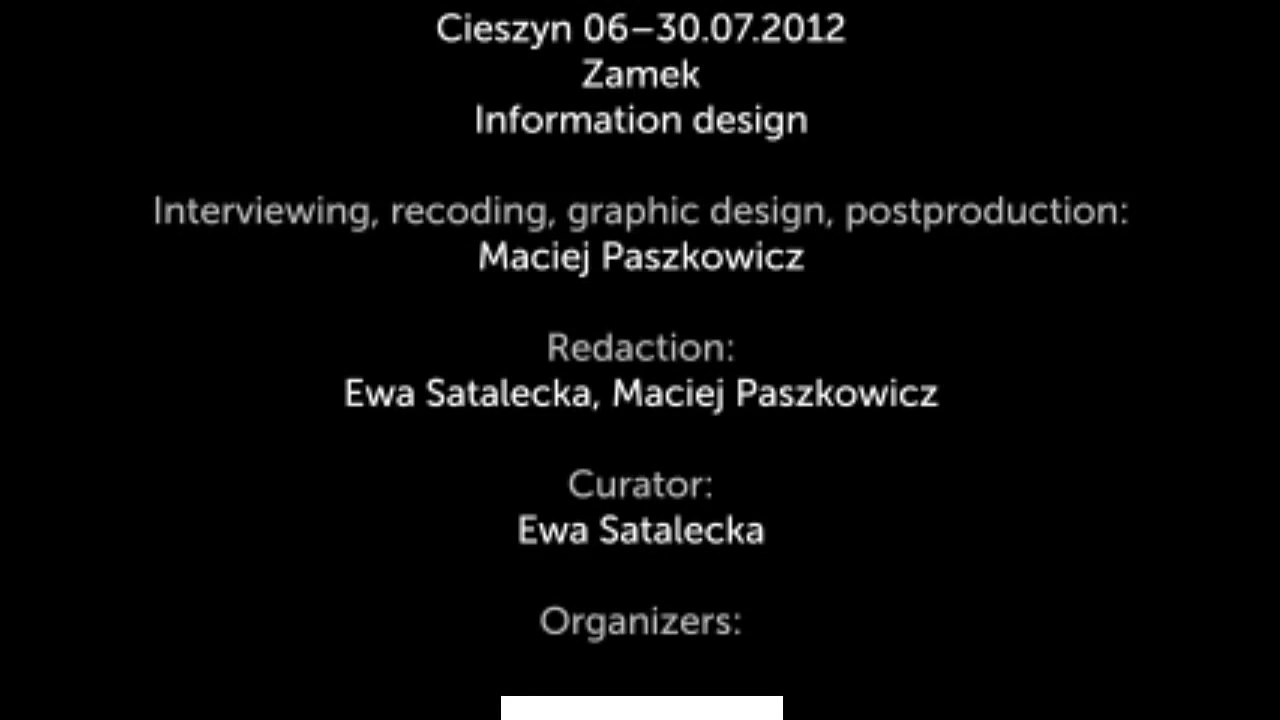 Cieszyn 06–30.07.2012
Zamek
Information design
Interviewing, recoding, graphic design, postproduction:
Maciej Paszkowicz
Redaction:
Ewa Satalecka, Maciej Paszkowicz
Curator:
Ewa Satalecka
Organizers: